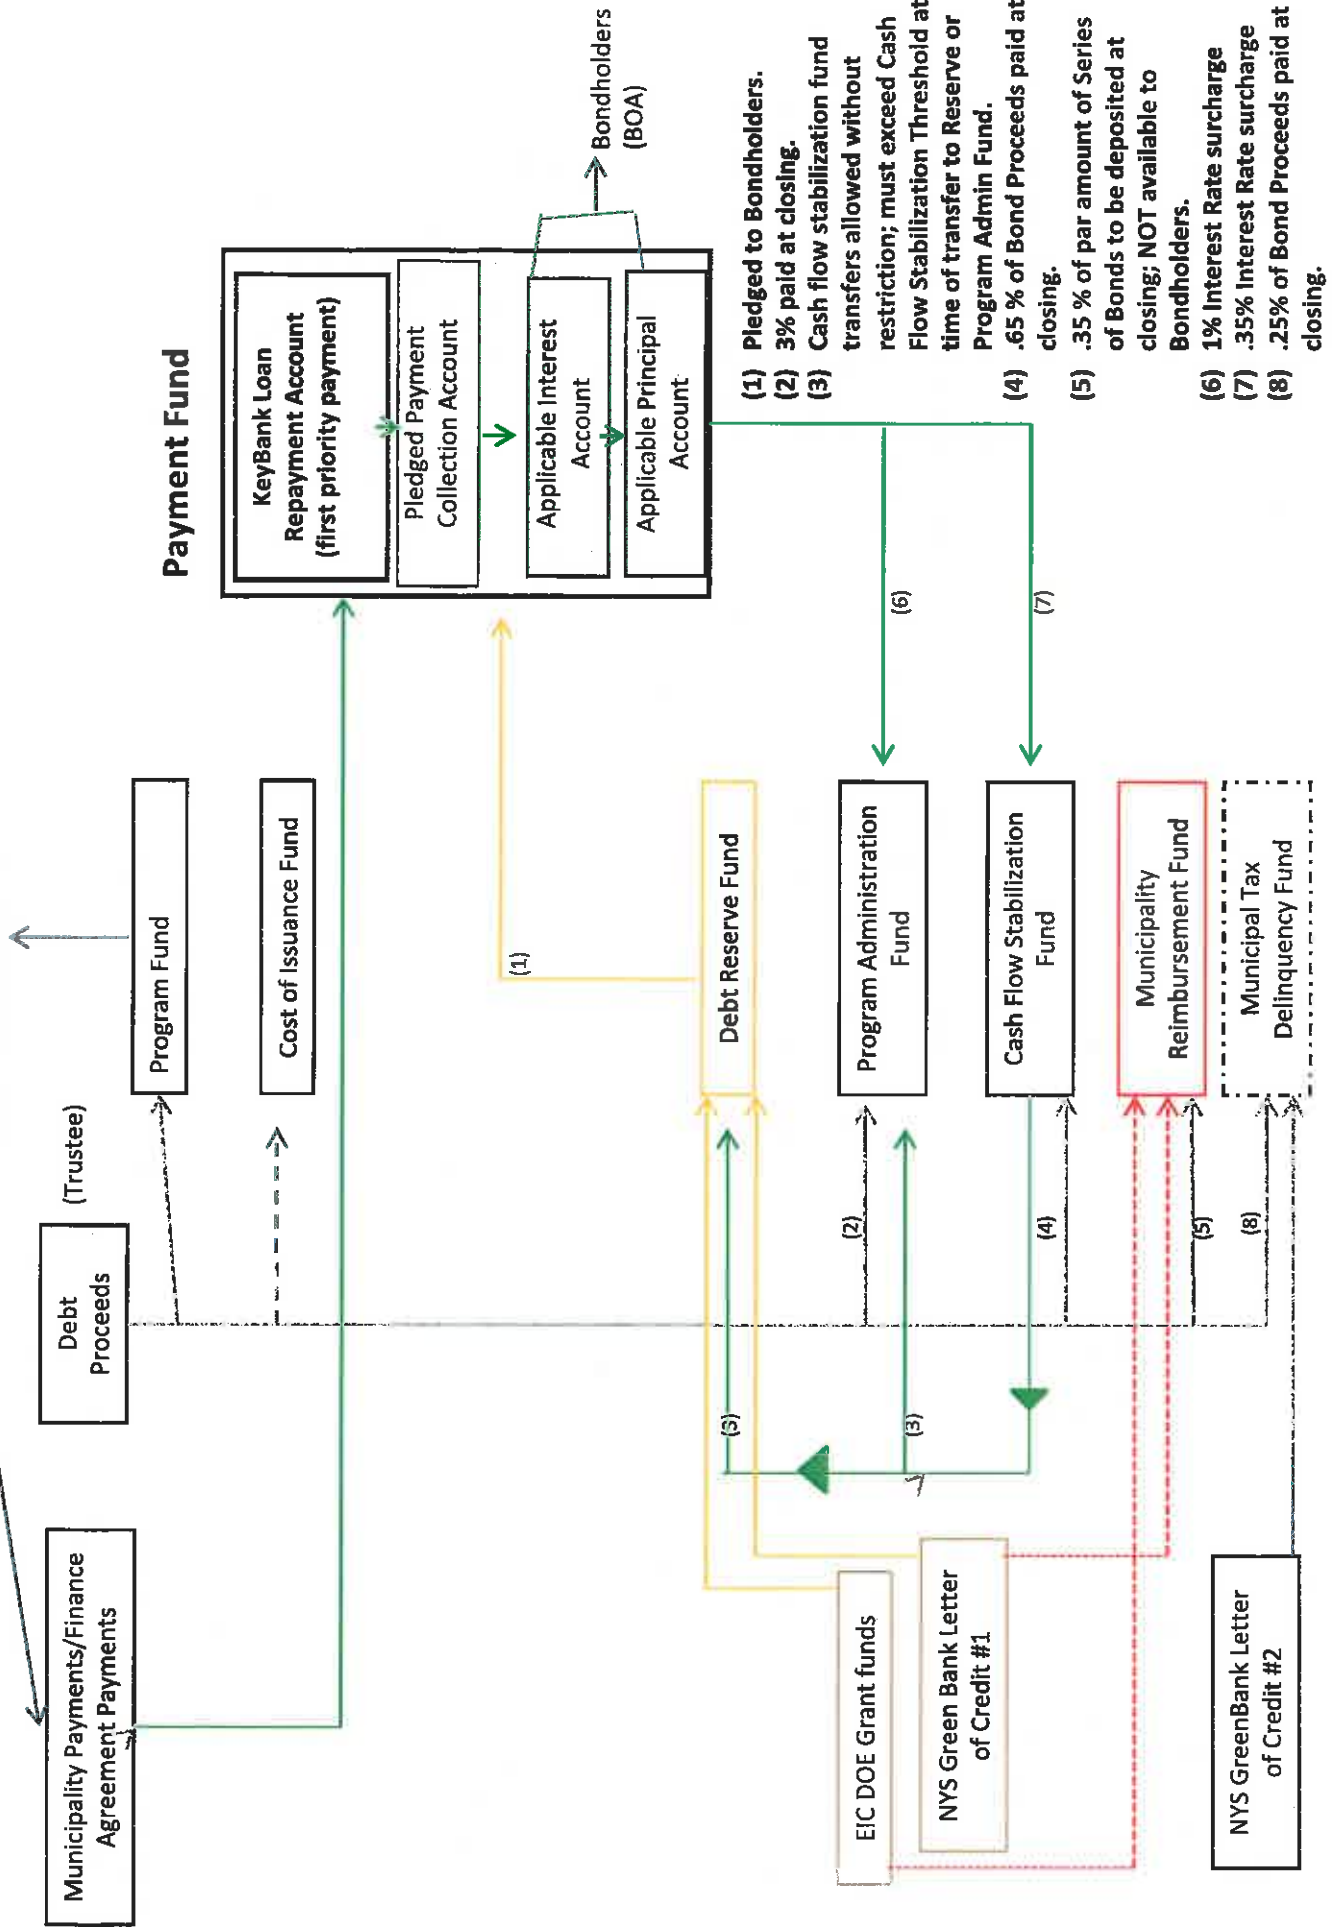 Municipality Payments/Finance
Agreement Payments
Debt
Proceeds
(Trustee)
Program Fund
Cost of Issuance Fund
Payment Fund
KeyBank Loan
Repayment Account
(first priority payment)
Pledged Payment
Collection Account
Applicable Interest
Account
Applicable Principal
Account
Bondholders
(BOA)
(1)
Debt Reserve Fund
(3)
(2)
Program Administration
Fund
(6)
(3)
(4)
Cash Flow Stabilization
Fund
(7)
EIC DOE Grant funds
NYS Green Bank Letter
of Credit #1
Municipality
Reimbursement Fund
(5)
(8)
Municipal Tax
Delinquency Fund
NYS GreenBank Letter
of Credit #2
(1) Pledged to Bondholders.
(2) 3% paid at closing.
(3) Cash flow stabilization fund
transfers allowed without
restriction; must exceed Cash
Flow Stabilization Threshold at
time of transfer to Reserve or
Program Admin Fund.
(4) .65 % of Bond Proceeds paid at
closing.
(5) .35 % of par amount of Series
of Bonds to be deposited at
closing; NOT available to
Bondholders.
(6) 1% Interest Rate surcharge
(7) .35% Interest Rate surcharge
(8) .25% of Bond Proceeds paid at
closing.